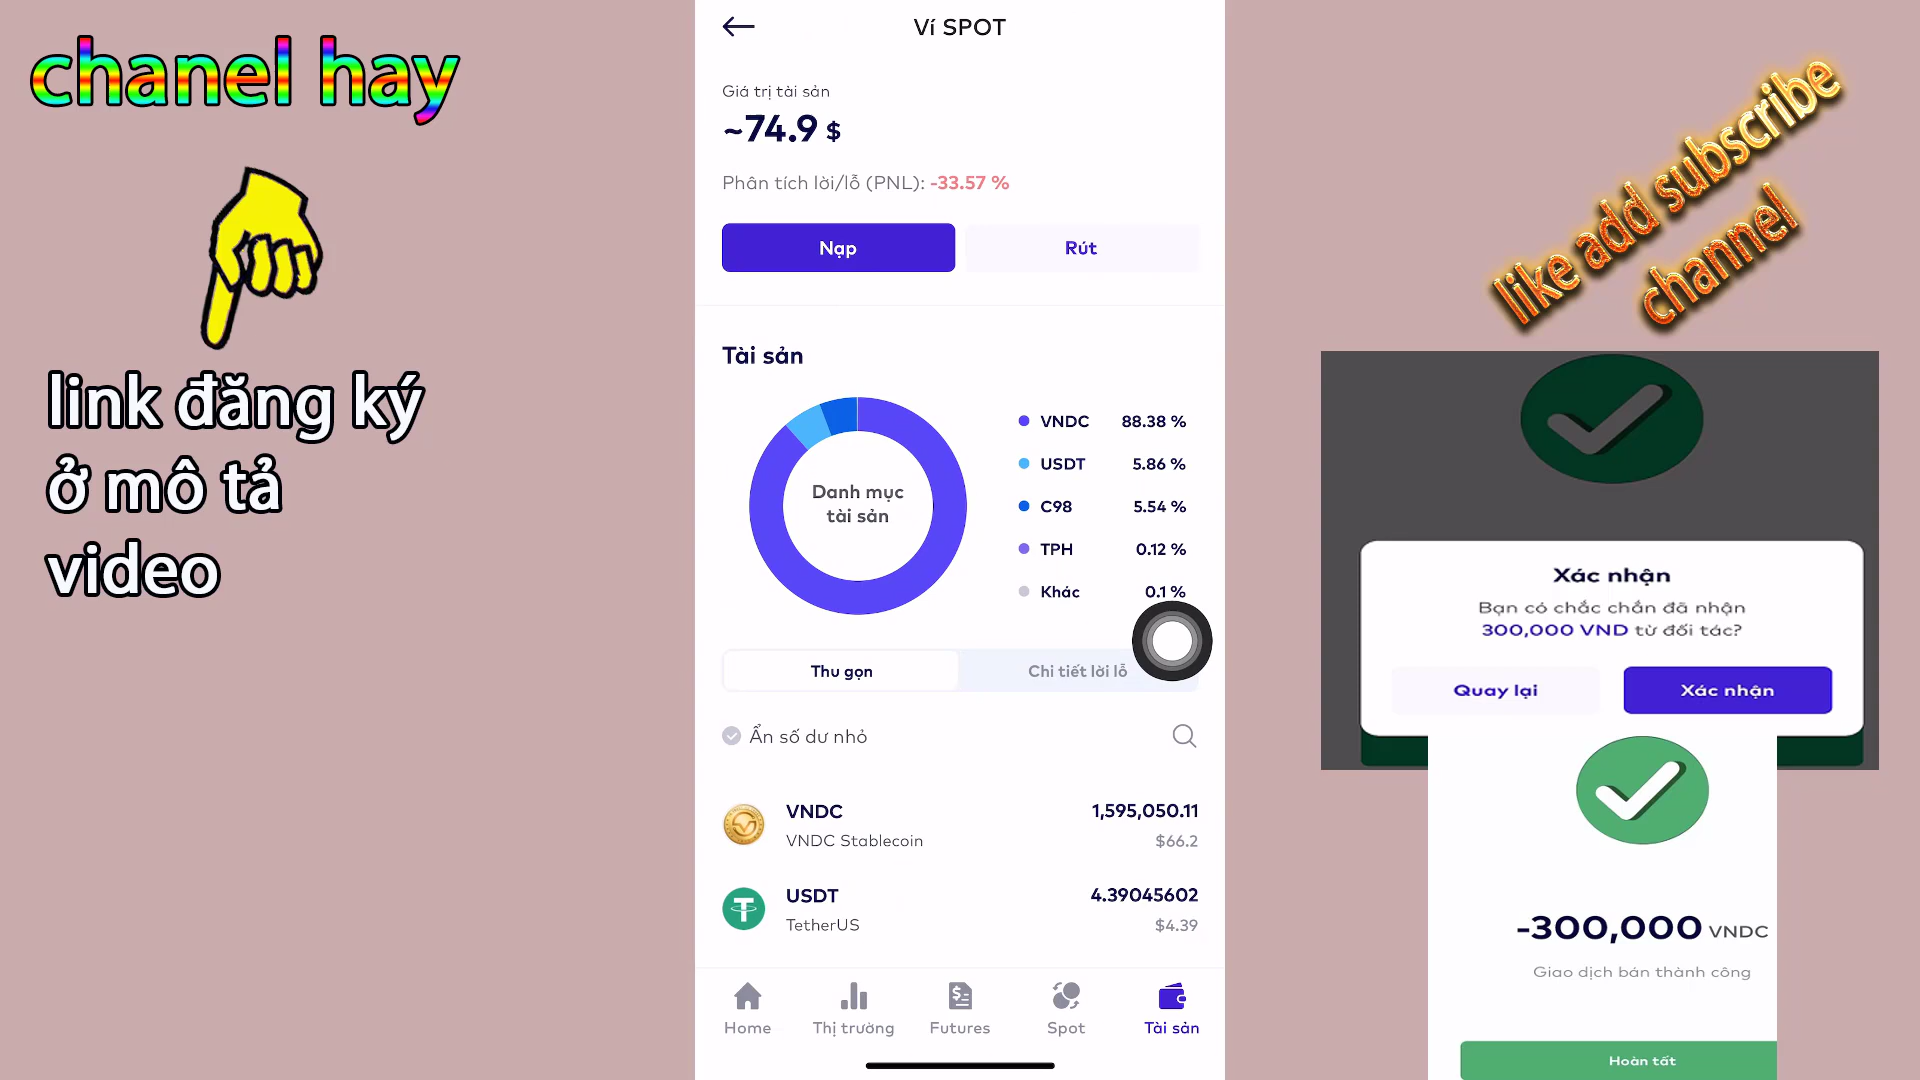 chanel hay
link đăng ký
ở mô tả
video
Ví SPOT
Giá trị tài sản
~74.9 $
Phân tích lời/lỗ (PNL): -33.57 %
Nạp
Rút
Tài sản
Danh mục
tài sản
VNDC 88.38 %
USDT 5.86 %
C98 5.54 %
TPH 0.12 %
Khác 0.1 %
Thu gọn
Chi tiết lời lỗ
Ẩn số dư nhỏ
VNDC 1,595,050.11
VNDC Stablecoin $66.2
USDT 4.39045602
TetherUS $4.39
Home
Thị trường
Futures
Spot
Tài sản
like add subscribe
channel
Xác nhận
Bạn có chắc chắn đã nhận
300,000 VND từ đối tác?
Quay lại
Xác nhận
-300,000 VNDC
Giao dịch bán thành công
Hoàn tất